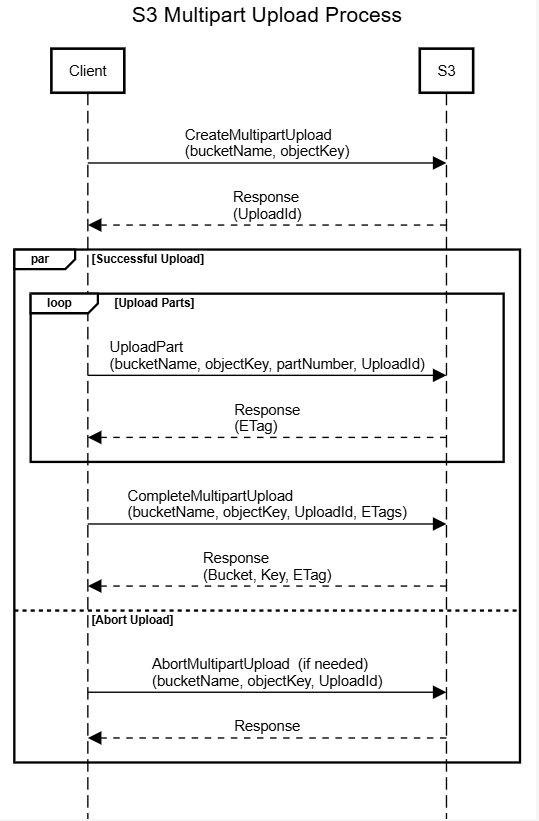 S3 Multipart Upload Process
Client
S3
CreateMultipartUpload
(bucketName, objectKey)
Response
(UploadId)
par
[Successful Upload]
loop
[Upload Parts]
UploadPart
(bucketName, objectKey, partNumber, UploadId)
Response
(ETag)
CompleteMultipartUpload
(bucketName, objectKey, UploadId, ETags)
Response
(Bucket, Key, ETag)
[Abort Upload]
AbortMultipartUpload (if needed)
(bucketName, objectKey, UploadId)
Response